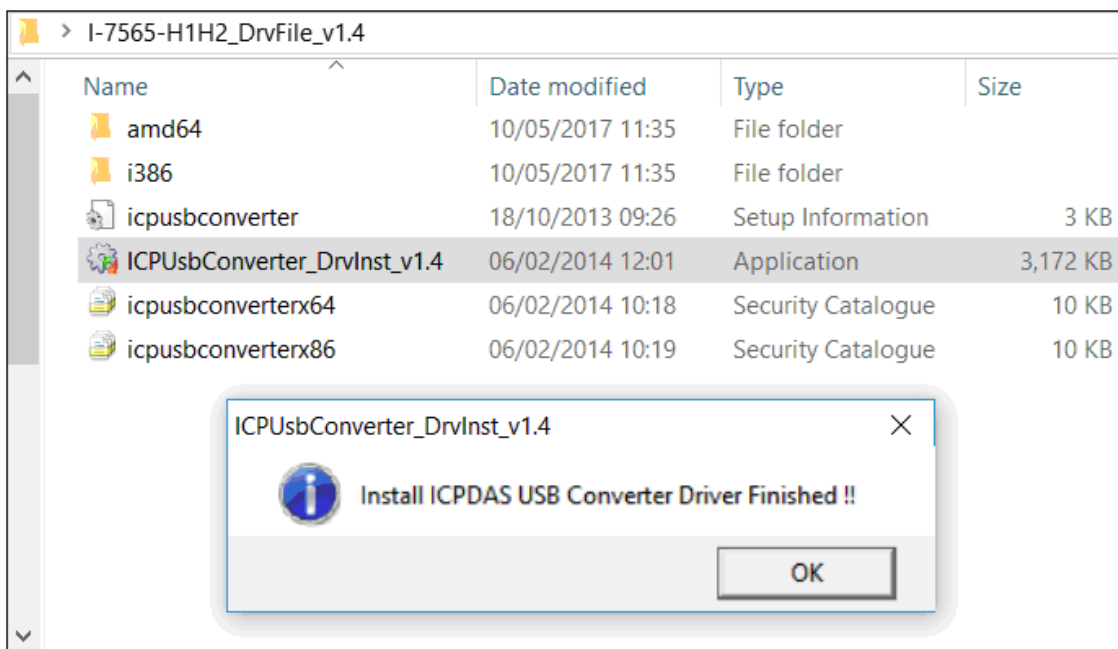 I-7565-H1H2_DrvFile_v1.4
Name Date modified Type Size
amd64 10/05/2017 11:35 File folder
i386 10/05/2017 11:35 File folder
icpusbconverter 18/10/2013 09:26 Setup Information 3 KB
ICPUsbConverter_DrvInst_v1.4 06/02/2014 12:01 Application 3,172 KB
icpusbconverterx64 06/02/2014 10:18 Security Catalogue 10 KB
icpusbconverterx86 06/02/2014 10:19 Security Catalogue 10 KB
ICPUsbConverter_DrvInst_v1.4
Install ICPDAS USB Converter Driver Finished !!
OK